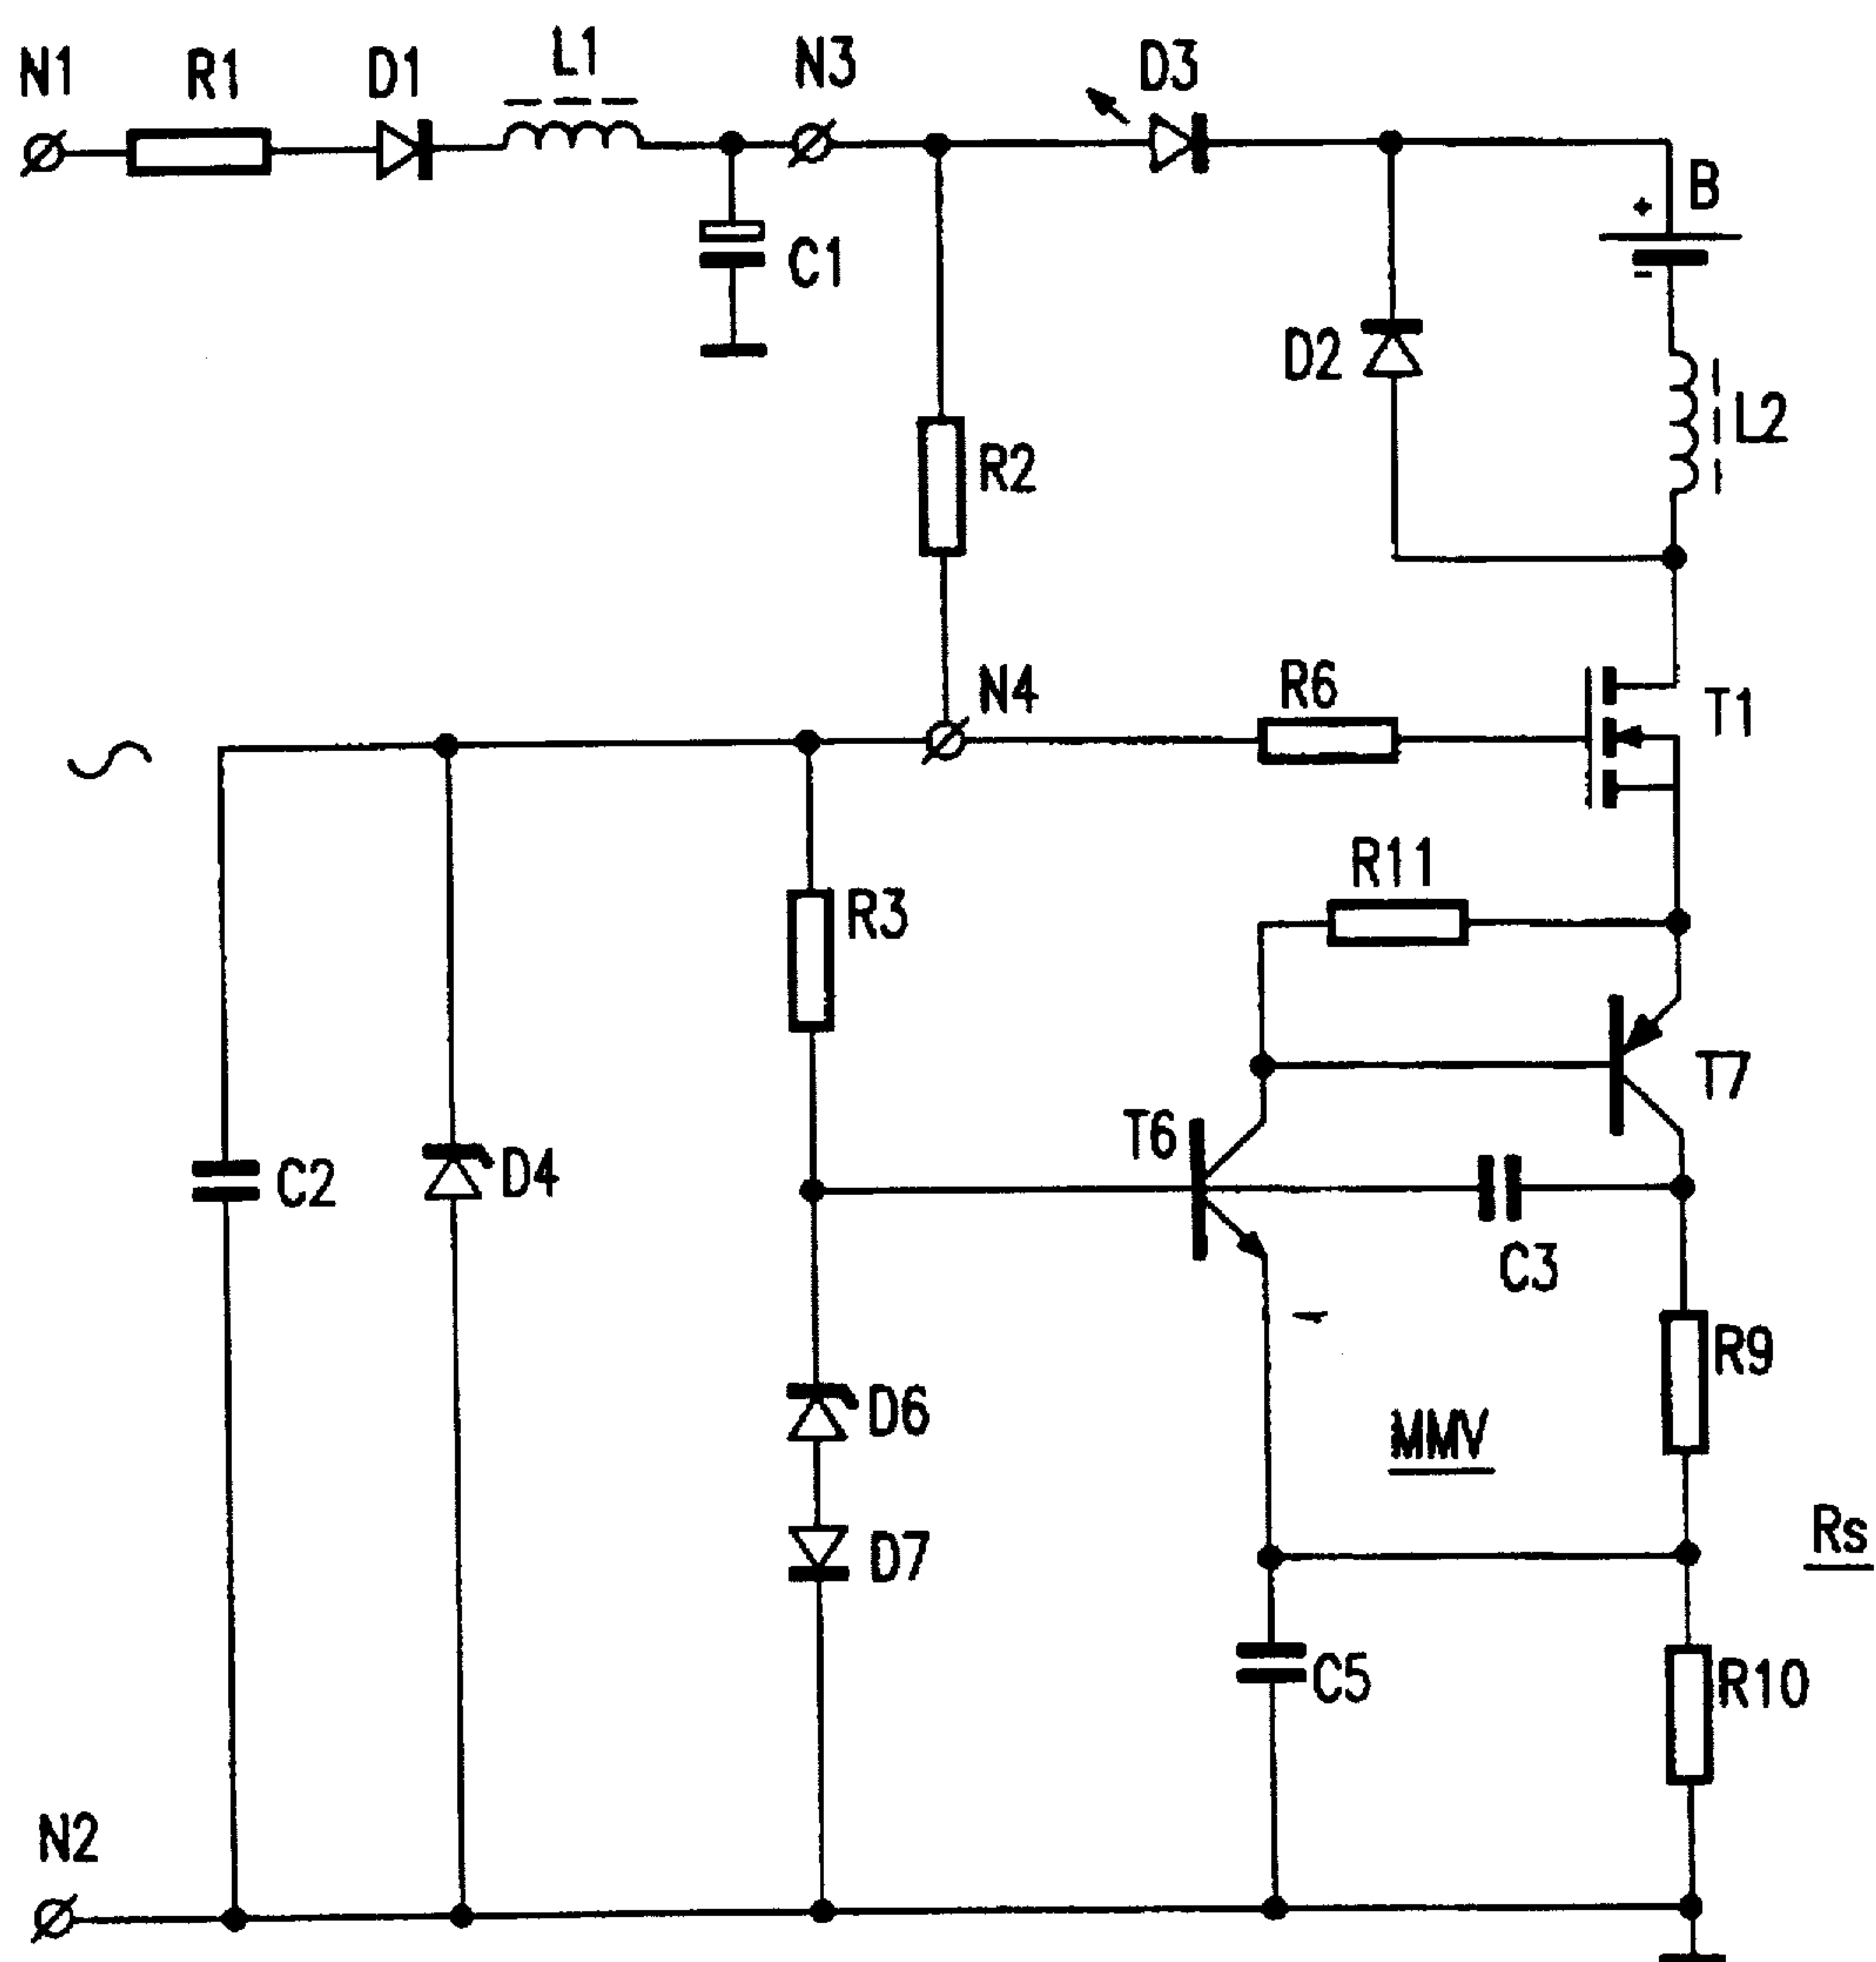 N1 R1 D1 L1 N3 D3
B
+
-
C1
D2
L2
R2
N4 R6 T1
R11
R3
T7
T6
C2 D4
C3
R9
D6
MMV
Rs
D7
C5 R10
N2